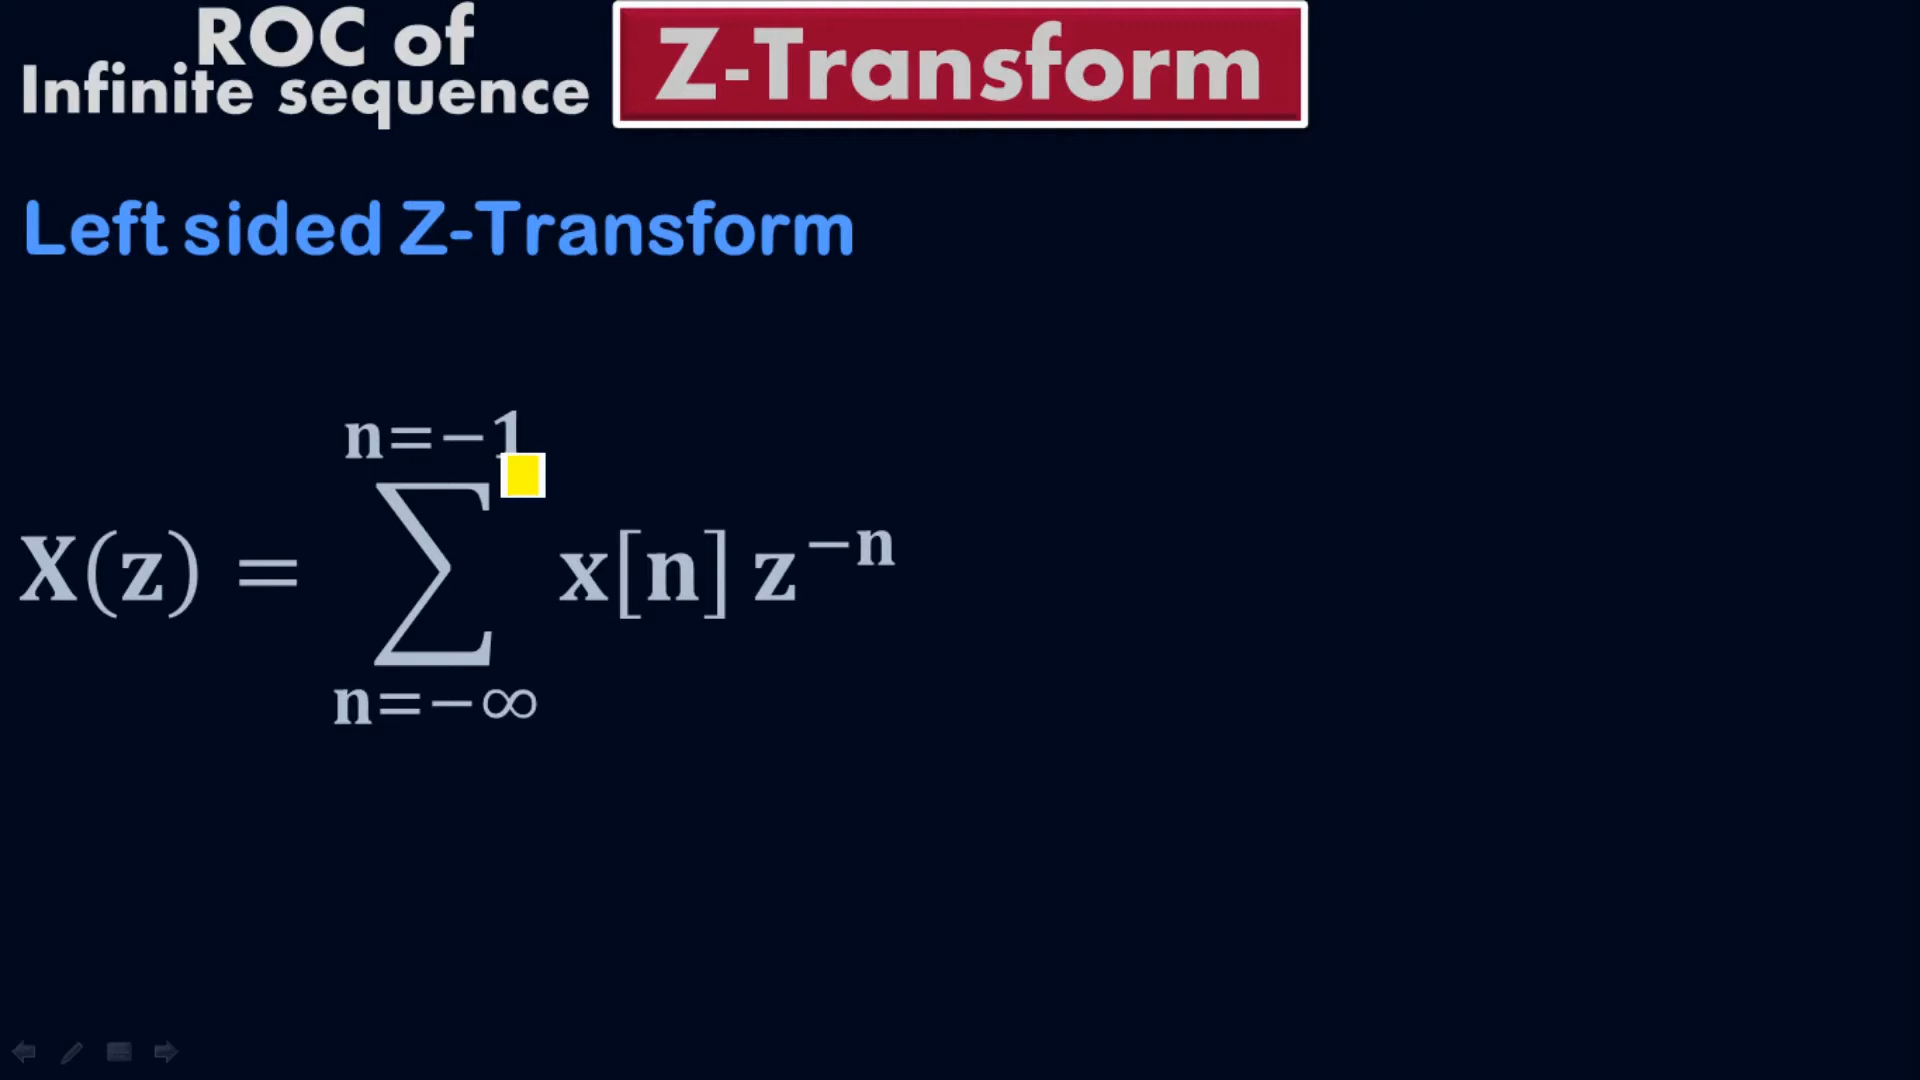 ROC of
Infinite sequence
Z-Transform
Left sided Z-Transform
n=−1
X(z) = ∑ x[n] z⁻ⁿ
n=−∞